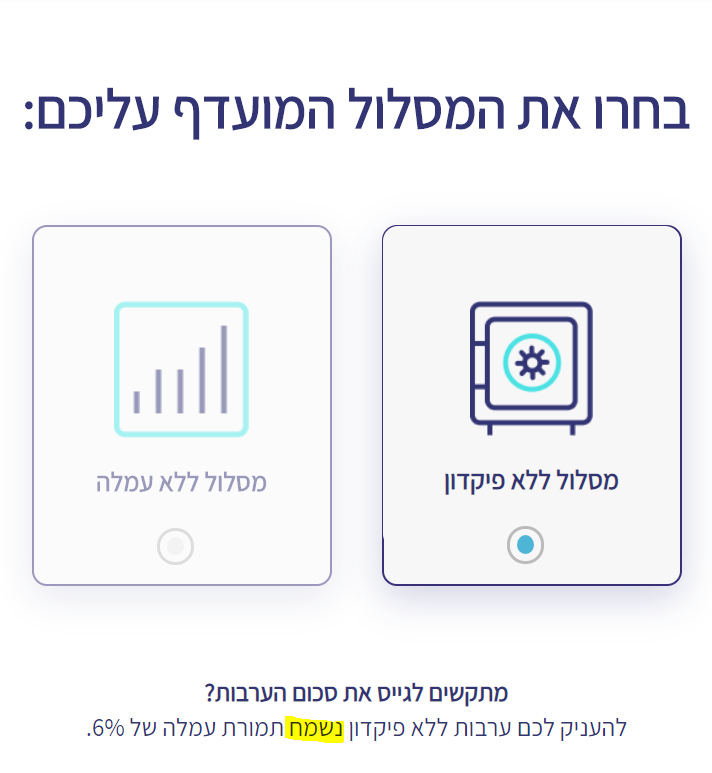 בחרו את המסלול המועדף עליכם:
מסלול ללא פיקדון
מסלול ללא עמלה
מתקשים לגייס את סכום הערבות?
להעניק לכם ערבות ללא פיקדון נשמח תמורת עמלה של 6%.